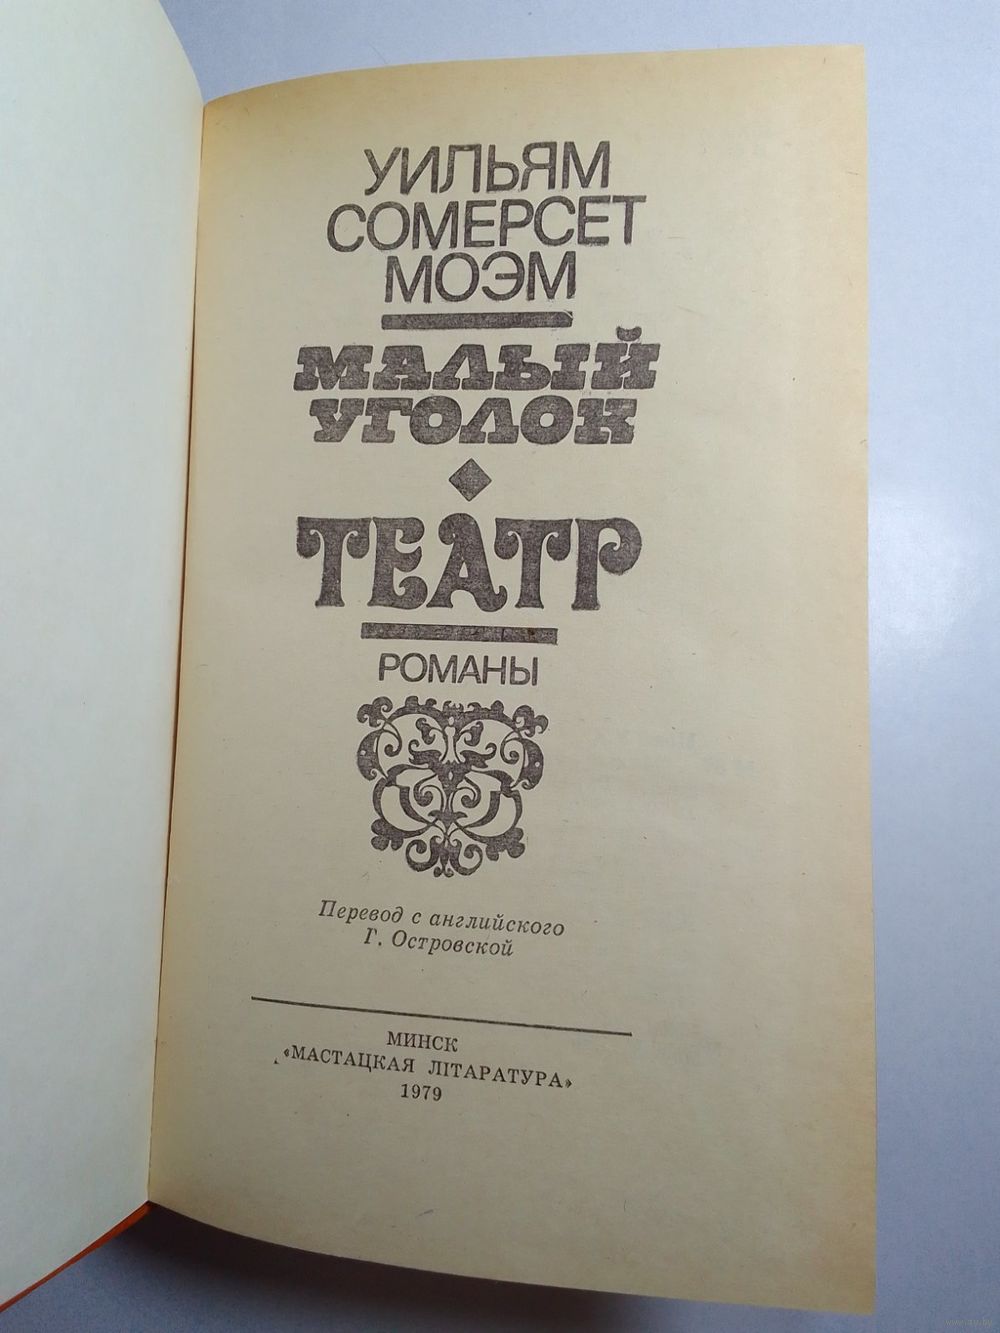 УИЛЬЯМ
СОМЕРСЕТ
МОЭМ
МАЛЫЙ
УГОЛОК
ТЕАТР
РОМАНЫ
Перевод с английского
Г. Островской
МИНСК
«МАСТАЦКАЯ ЛІТАРАТУРА»
1979